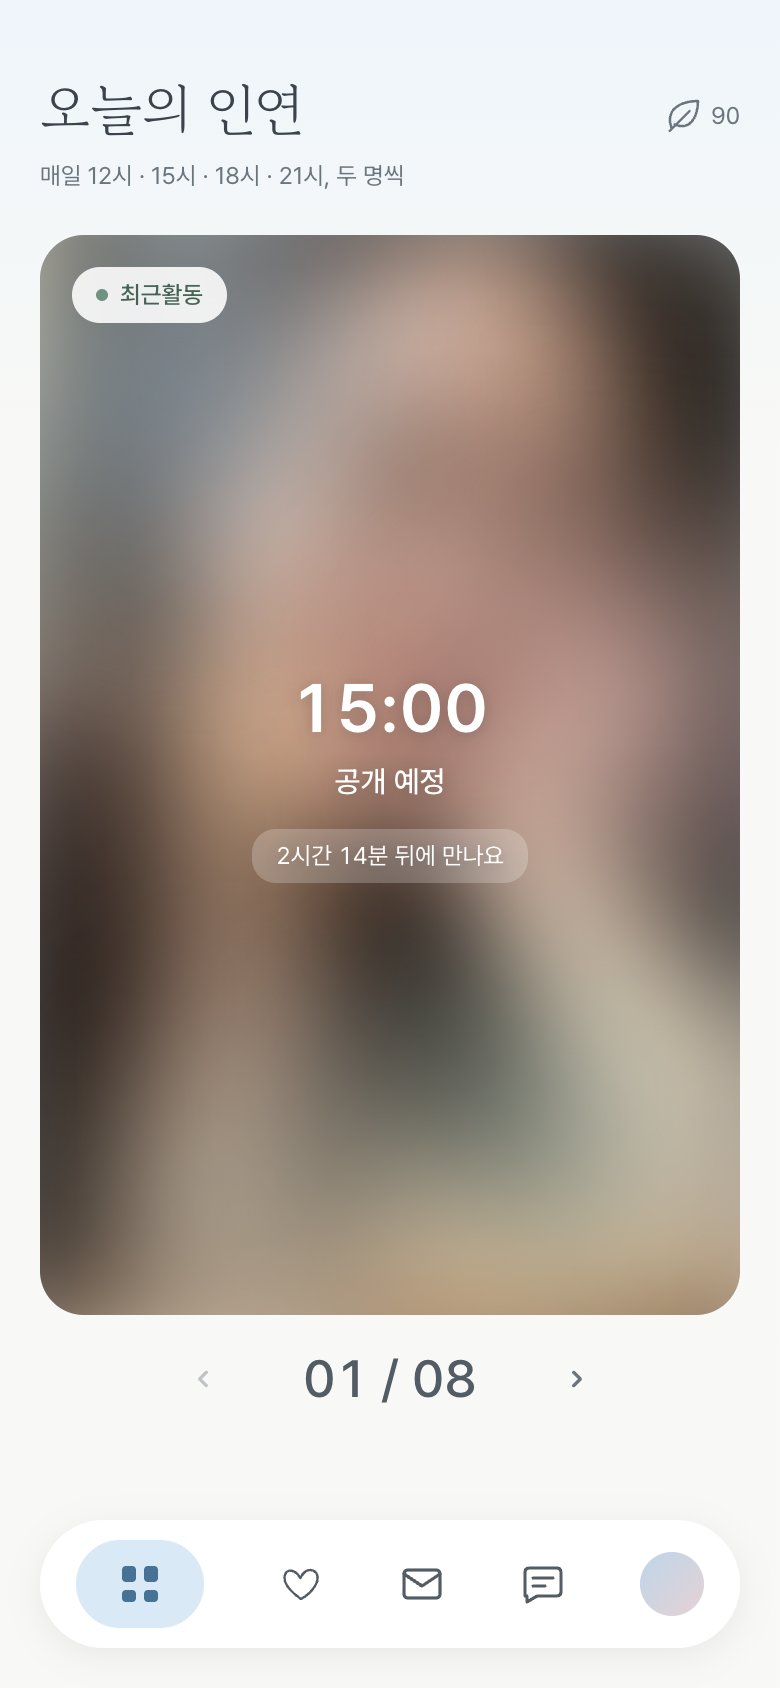 오늘의 인연
90
매일 12시 · 15시 · 18시 · 21시, 두 명씩
최근활동
15:00
공개 예정
2시간 14분 뒤에 만나요
01 / 08